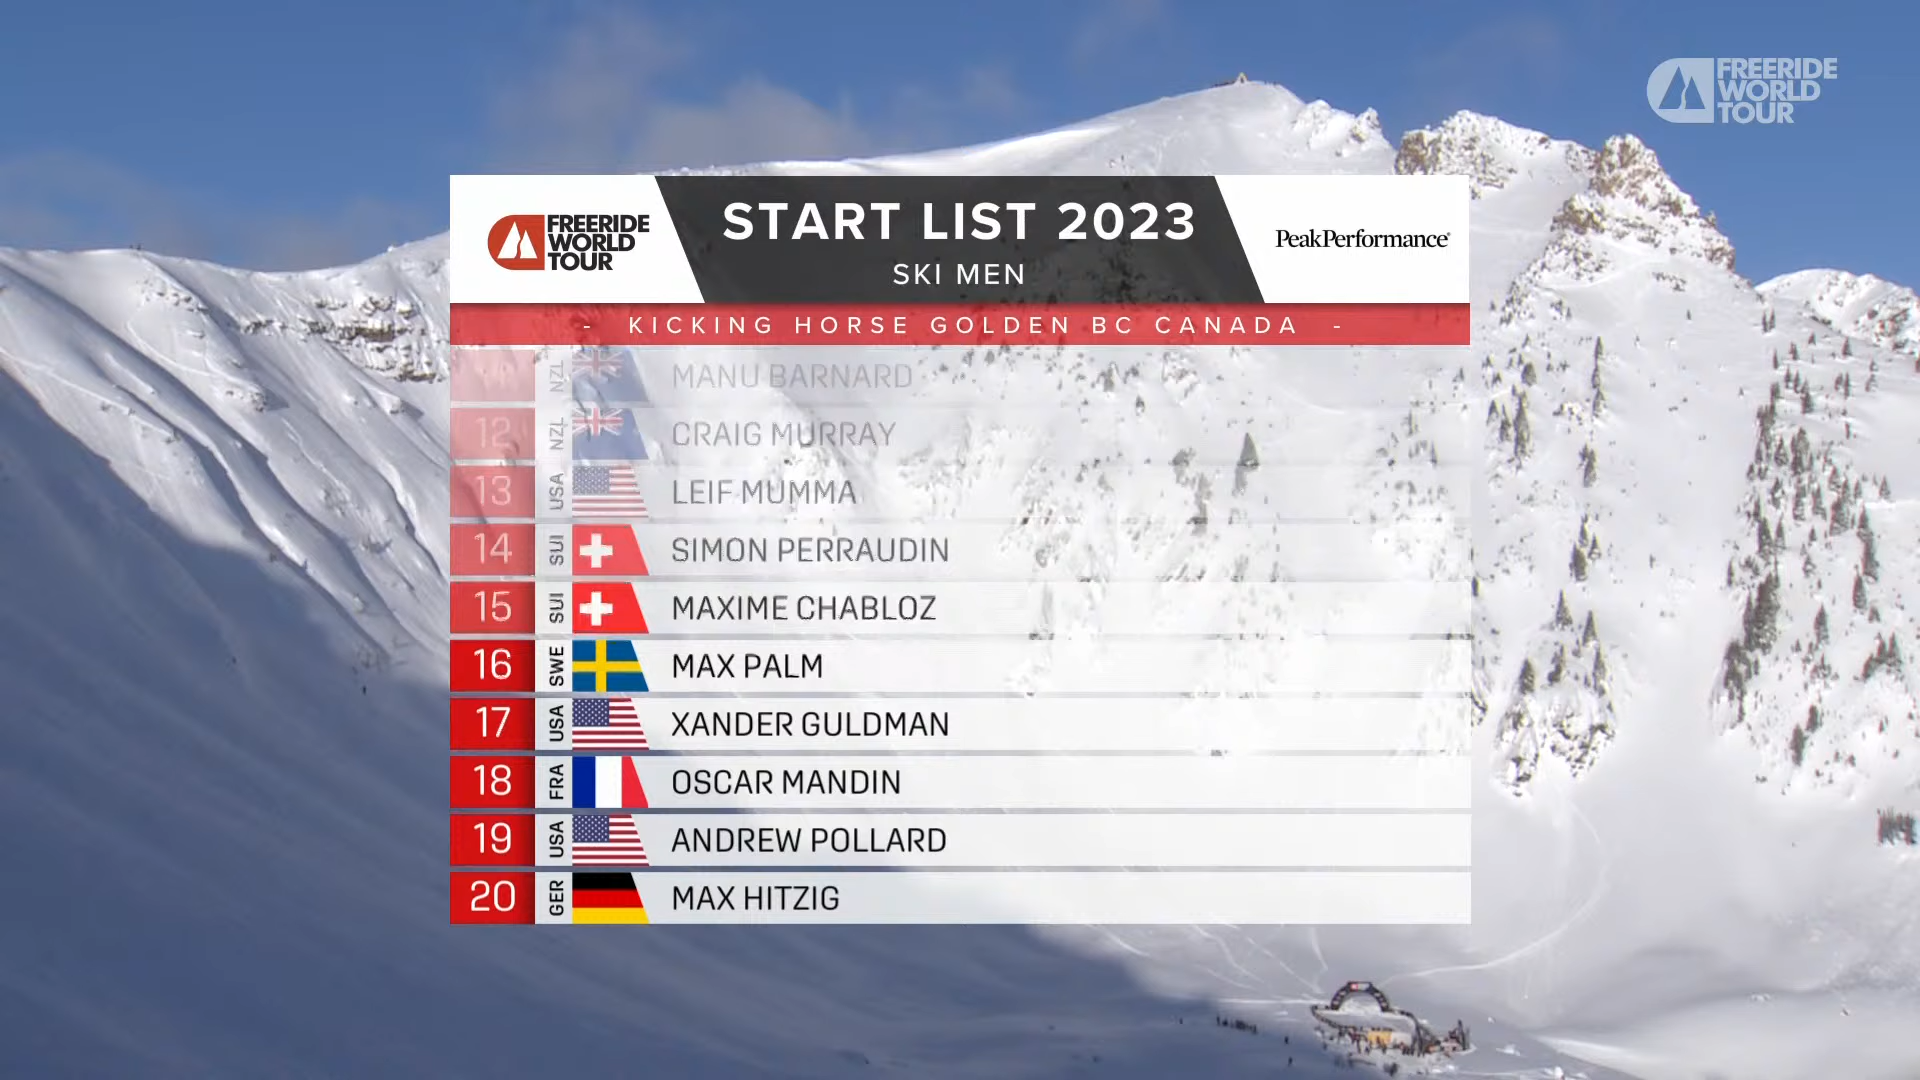 FREERIDE
WORLD
TOUR
FREERIDE
WORLD
TOUR
START LIST 2023
SKI MEN
PeakPerformance
- KICKING HORSE GOLDEN BC CANADA -
NZL MANU BARNARD
12 NZL CRAIG MURRAY
13 USA LEIF MUMMA
14 SUI SIMON PERRAUDIN
15 SUI MAXIME CHABLOZ
16 SWE MAX PALM
17 USA XANDER GULDMAN
18 FRA OSCAR MANDIN
19 USA ANDREW POLLARD
20 GER MAX HITZIG